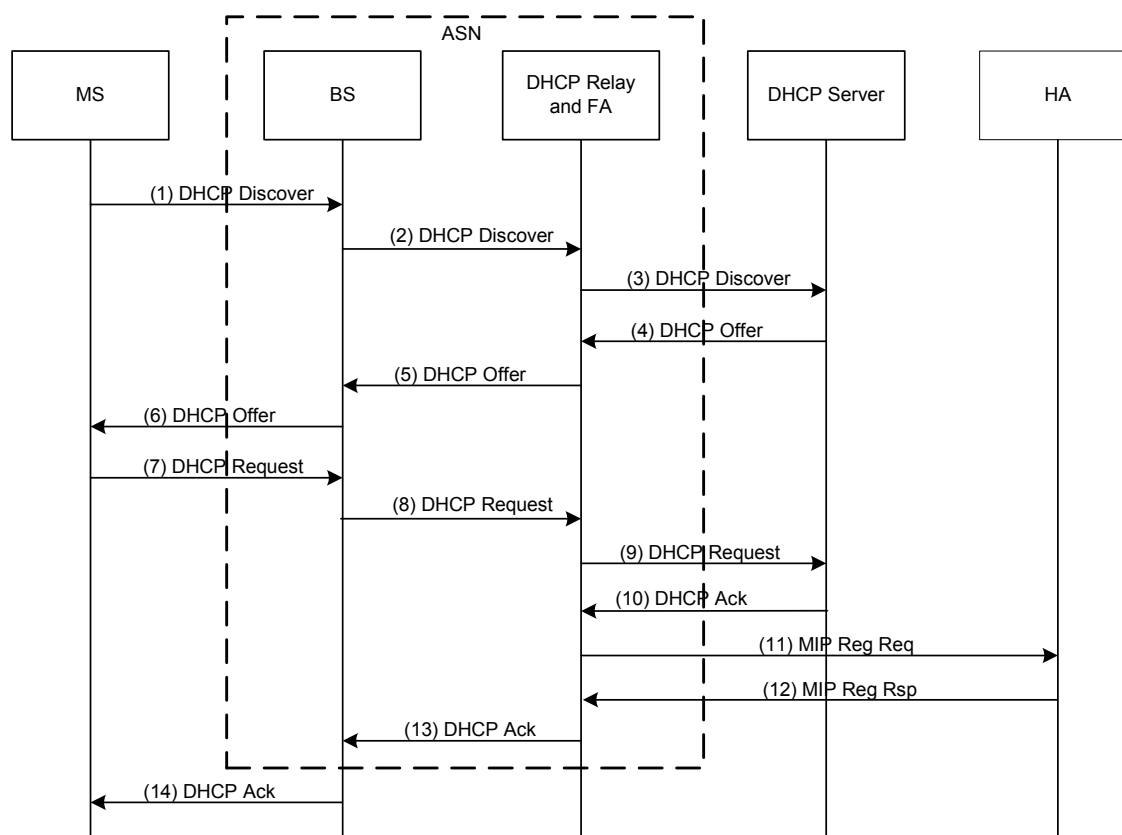 ASN
MS
BS
DHCP Relay
and FA
DHCP Server
HA
(1) DHCP Discover
(2) DHCP Discover
(3) DHCP Discover
(4) DHCP Offer
(5) DHCP Offer
(6) DHCP Offer
(7) DHCP Request
(8) DHCP Request
(9) DHCP Request
(10) DHCP Ack
(11) MIP Reg Req
(12) MIP Reg Rsp
(13) DHCP Ack
(14) DHCP Ack